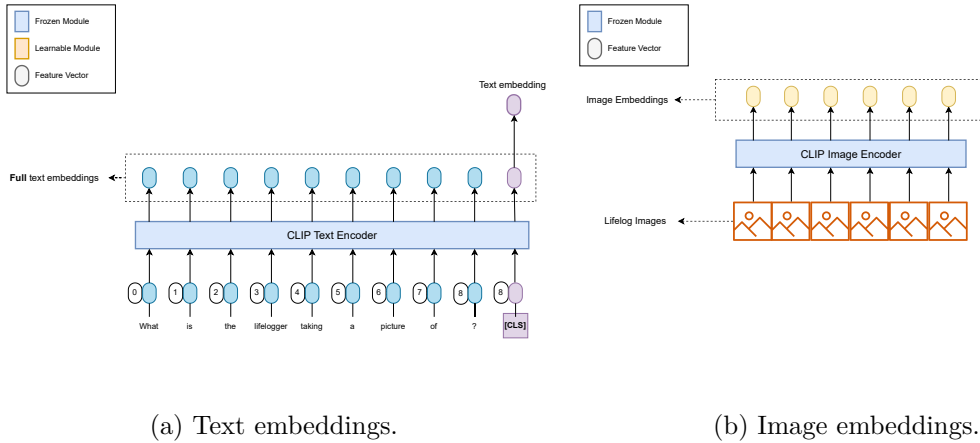 Frozen Module
Learnable Module
Feature Vector
Text embedding
Full text embeddings
CLIP Text Encoder
0 1 2 3 4 5 6 7 8 8
What is the lifelogger taking a picture of ? [CLS]
(a) Text embeddings.
Frozen Module
Feature Vector
Image Embeddings
CLIP Image Encoder
Lifelog Images
(b) Image embeddings.